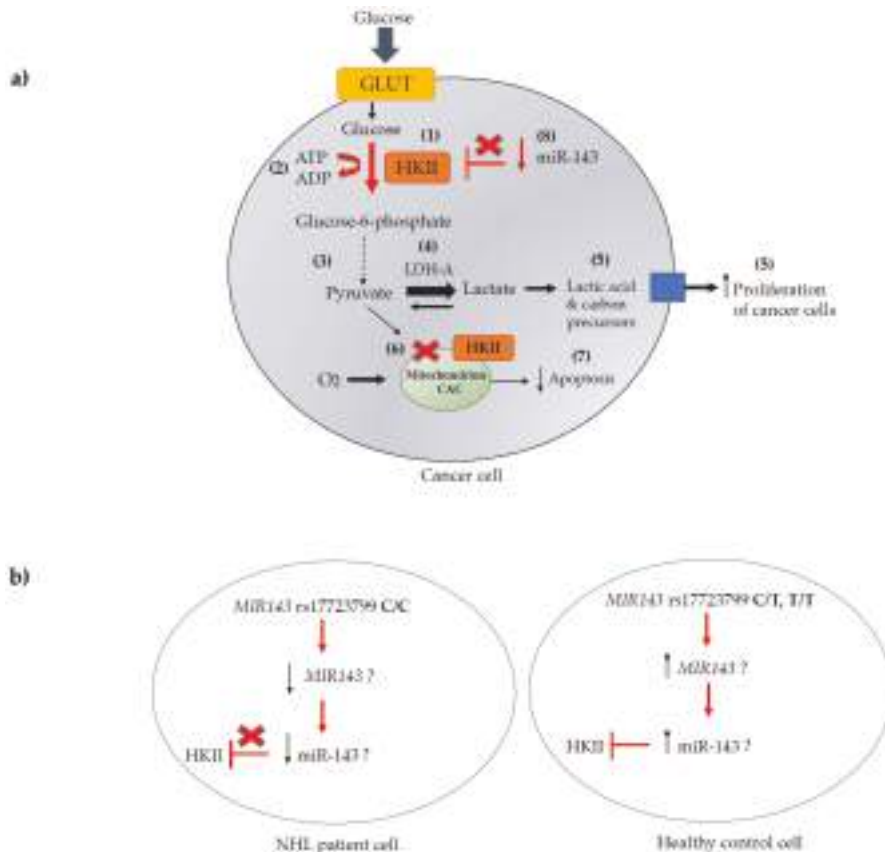 Glucose
a)
GLUT
Glucose
(1)
(8)
(2)
ATP
ADP
HKII
miR-143
Glucose-6-phosphate
(3)
(4)
LDH-A
Pyruvate
Lactate
(5)
Lactic acid
& carbon
precursors
(5)
Proliferation
of cancer cells
(6)
HKII
(7)
O2
Mitochondrion
CAC
Apoptosis
Cancer cell
b)
MIR143 rs17723799 C/C
MIR143 ?
HKII
miR-143 ?
NHL patient cell
MIR143 rs17723799 C/T, T/T
MIR143 ?
HKII
miR-143 ?
Healthy control cell